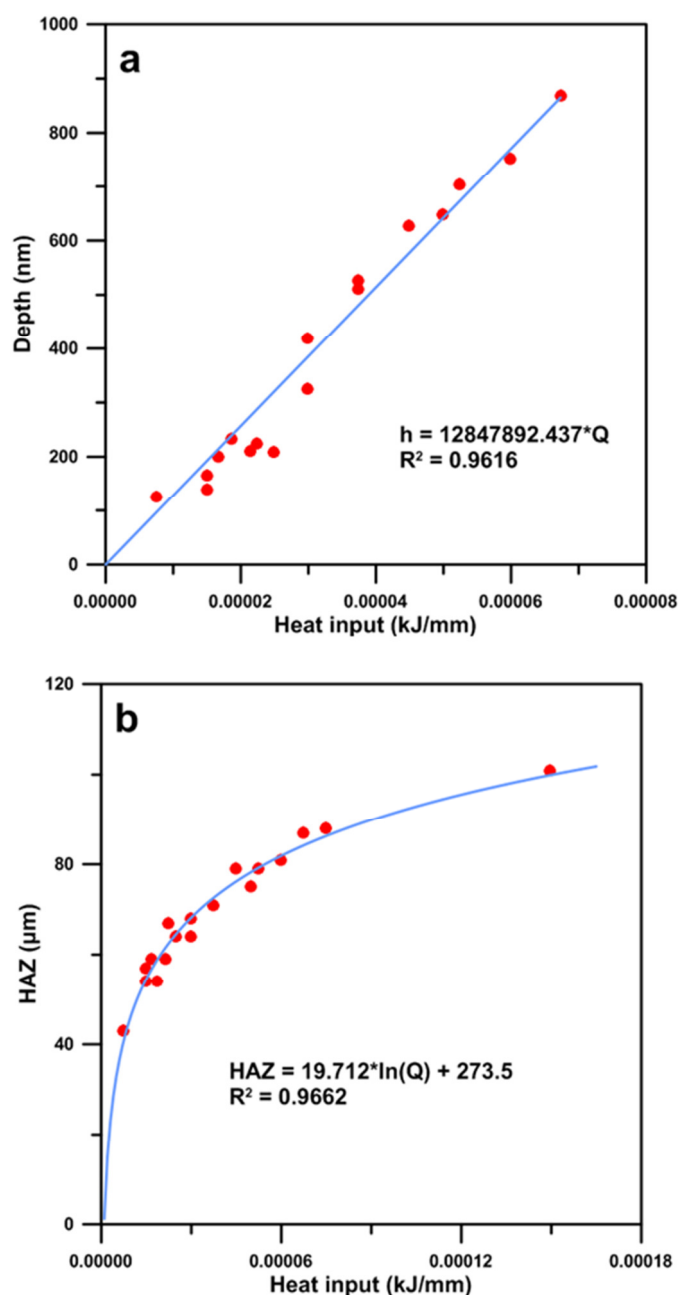 a
1000
800
600
400
200
0
Depth (nm)
h = 12847892.437*Q
R² = 0.9616
0.00000 0.00002 0.00004 0.00006 0.00008
Heat input (kJ/mm)
b
120
80
40
0
HAZ (µm)
HAZ = 19.712*ln(Q) + 273.5
R² = 0.9662
0.00000 0.00006 0.00012 0.00018
Heat input (kJ/mm)